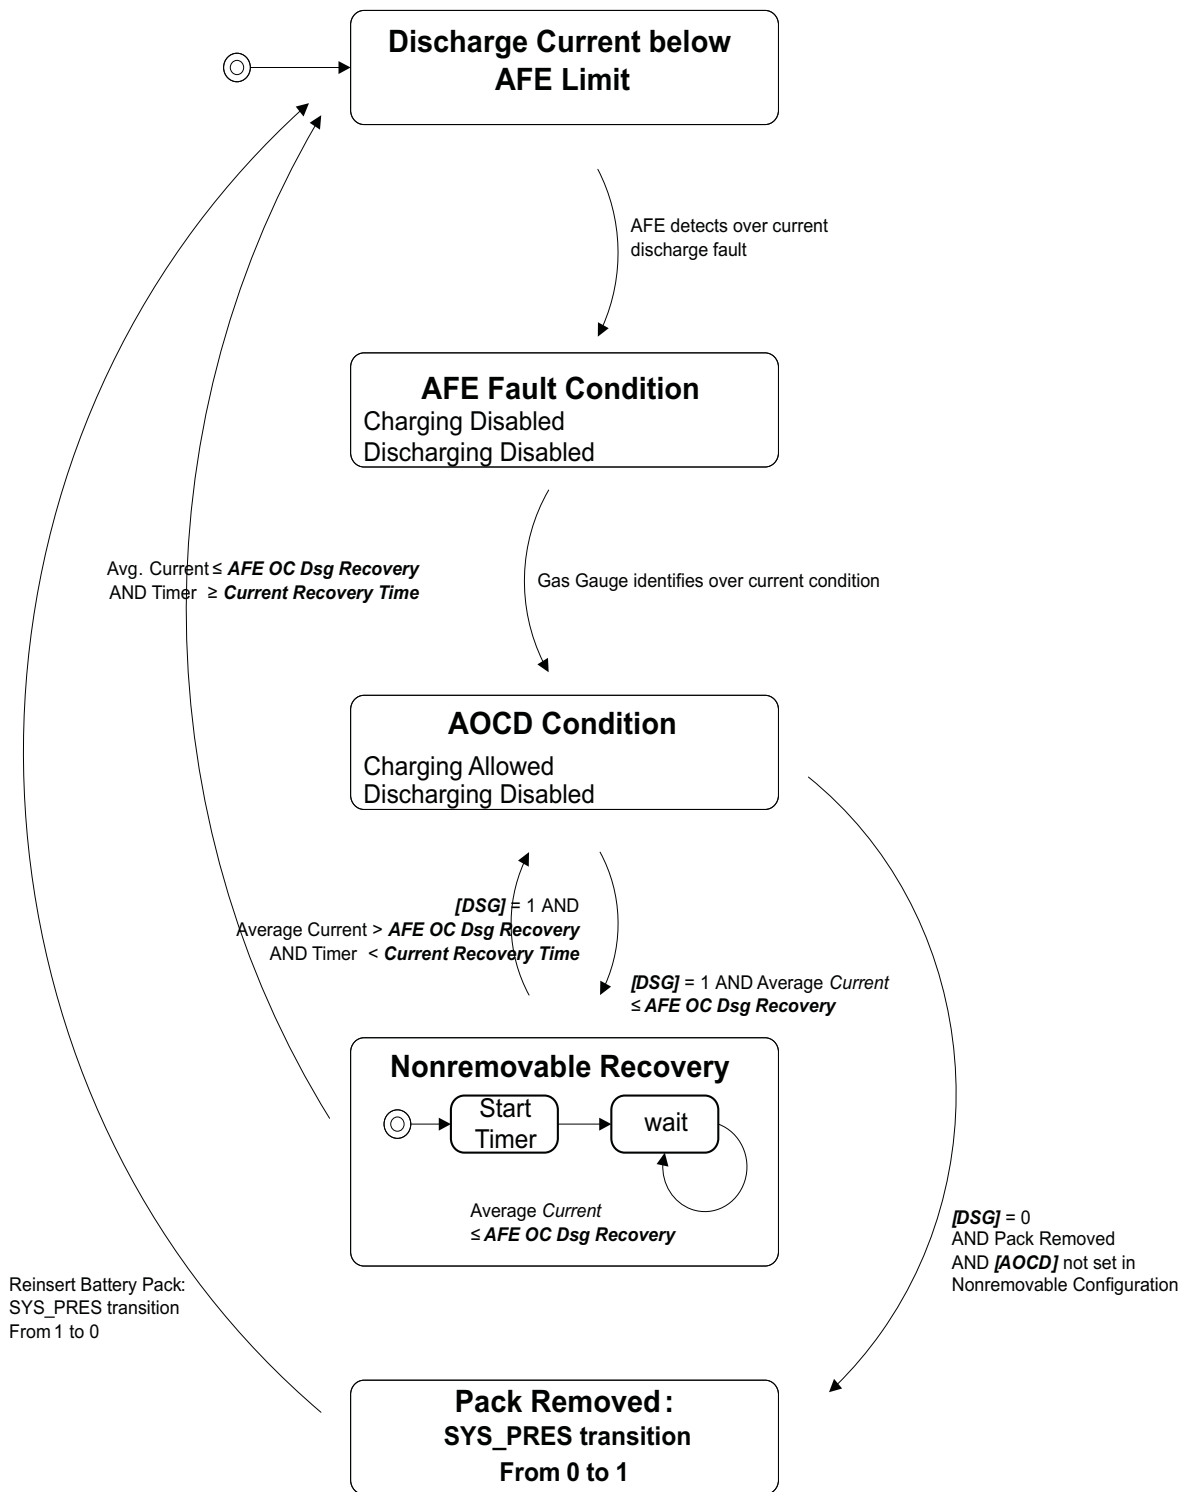 Discharge Current below
AFE Limit
AFE detects over current
discharge fault
AFE Fault Condition
Charging Disabled
Discharging Disabled
Avg. Current ≤ AFE OC Dsg Recovery
AND Timer ≥ Current Recovery Time
Gas Gauge identifies over current condition
AOCD Condition
Charging Allowed
Discharging Disabled
[DSG] = 1 AND
Average Current > AFE OC Dsg Recovery
AND Timer < Current Recovery Time
[DSG] = 1 AND Average Current
≤ AFE OC Dsg Recovery
Nonremovable Recovery
Start
Timer
wait
Average Current
≤ AFE OC Dsg Recovery
[DSG] = 0
AND Pack Removed
AND [AOCD] not set in
Nonremovable Configuration
Reinsert Battery Pack:
SYS_PRES transition
From 1 to 0
Pack Removed:
SYS_PRES transition
From 0 to 1